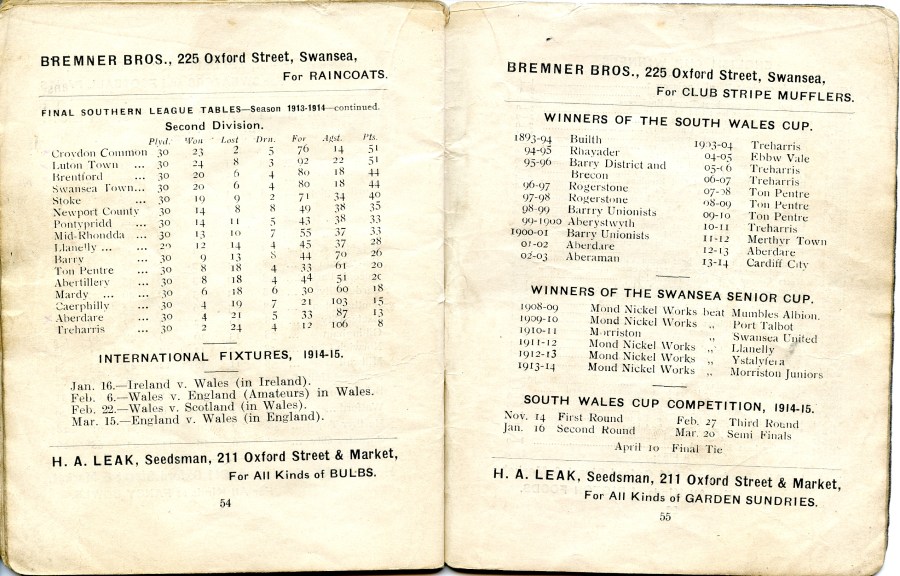 BREMNER BROS., 225 Oxford Street, Swansea,
For RAINCOATS.
FINAL SOUTHERN LEAGUE TABLES—Season 1913-1914—continued.
Second Division.
Plyd. Won Lost Drn. For Agst. Pts.
Croydon Common 30 23 2 5 76 14 51
Luton Town ... 30 24 8 3 92 22 51
Brentford ... 30 20 6 4 80 18 44
Swansea Town... 30 20 6 4 80 18 44
Stoke ... 30 19 9 2 71 34 40
Newport County 30 14 8 8 49 38 35
Pontypridd ... 30 14 11 5 43 38 33
Mid-Rhondda ... 30 13 10 7 55 37 33
Llanelly ... ... 29 12 14 4 45 37 28
Barry ... 30 9 13 8 44 70 26
Ton Pentre ... 30 8 18 4 33 61 20
Abertillery ... 30 8 18 4 44 51 20
Mardy ... ... 30 6 18 6 30 60 18
Caerphilly ... 30 4 19 7 21 103 15
Aberdare ... 30 4 21 5 33 87 13
Treharris ... 30 2 24 4 12 106 8
INTERNATIONAL FIXTURES, 1914-15.
Jan. 16.—Ireland v. Wales (in Ireland).
Feb. 6.—Wales v. England (Amateurs) in Wales.
Feb. 22.—Wales v. Scotland (in Wales).
Mar. 15.—England v. Wales (in England).
H. A. LEAK, Seedsman, 211 Oxford Street & Market,
For All Kinds of BULBS.
54
BREMNER BROS., 225 Oxford Street, Swansea,
For CLUB STRIPE MUFFLERS.
WINNERS OF THE SOUTH WALES CUP.
1893-94 Builth
94-95 Rhayader
95-96 Barry District and
Brecon
96-97 Rogerstone
97-98 Rogerstone
98-99 Barrry Unionists
99-1900 Aberystwyth
1900-01 Barry Unionists
01-02 Aberdare
02-03 Aberaman
1903-04 Treharris
04-05 Ebbw Vale
05-06 Treharris
06-07 Treharris
07-08 Ton Pentre
08-09 Ton Pentre
09-10 Ton Pentre
10-11 Treharris
11-12 Merthyr Town
12-13 Aberdare
13-14 Cardiff City
WINNERS OF THE SWANSEA SENIOR CUP.
1908-09 Mond Nickel Works beat Mumbles Albion.
1909-10 Mond Nickel Works „ Port Talbot
1910-11 Morriston „ Swansea United
1911-12 Mond Nickel Works „ Llanelly
1912-13 Mond Nickel Works „ Ystalyfera
1913-14 Mond Nickel Works „ Morriston Juniors
SOUTH WALES CUP COMPETITION, 1914-15.
Nov. 14 First Round Feb. 27 Third Round
Jan. 16 Second Round Mar. 20 Semi Finals
April 10 Final Tie
H. A. LEAK, Seedsman, 211 Oxford Street & Market,
For All Kinds of GARDEN SUNDRIES.
55